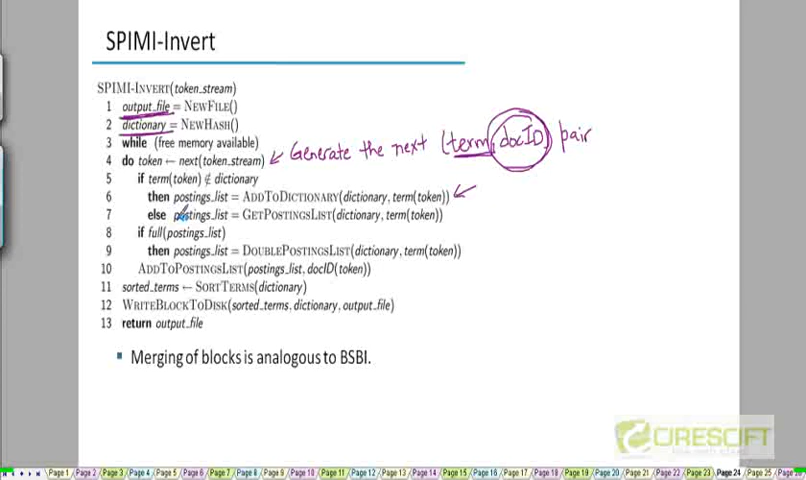 SPIMI-Invert
SPIMI-INVERT(token_stream)
1 output_file = NEWFILE()
2 dictionary = NEWHASH()
3 while (free memory available)
4 do token ← next(token_stream) ↙ Generate the next (term, docID) pair
5 if term(token) ∉ dictionary
6 then postings_list = ADDTODICTIONARY(dictionary, term(token)) ↙
7 else postings_list = GETPOSTINGSLIST(dictionary, term(token))
8 if full(postings_list)
9 then postings_list = DOUBLEPOSTINGSLIST(dictionary, term(token))
10 ADDTOPOSTINGSLIST(postings_list, docID(token))
11 sorted_terms ← SORTTERMS(dictionary)
12 WRITEBLOCKTODISK(sorted_terms, dictionary, output_file)
13 return output_file
▪ Merging of blocks is analogous to BSBI.
CIRESCIFT
Page 1 Page 2 Page 3 Page 4 Page 5 Page 6 Page 7 Page 8 Page 9 Page 10 Page 11 Page 12 Page 13 Page 14 Page 15 Page 16 Page 17 Page 18 Page 19 Page 20 Page 21 Page 22 Page 23 Page 24 Page 25